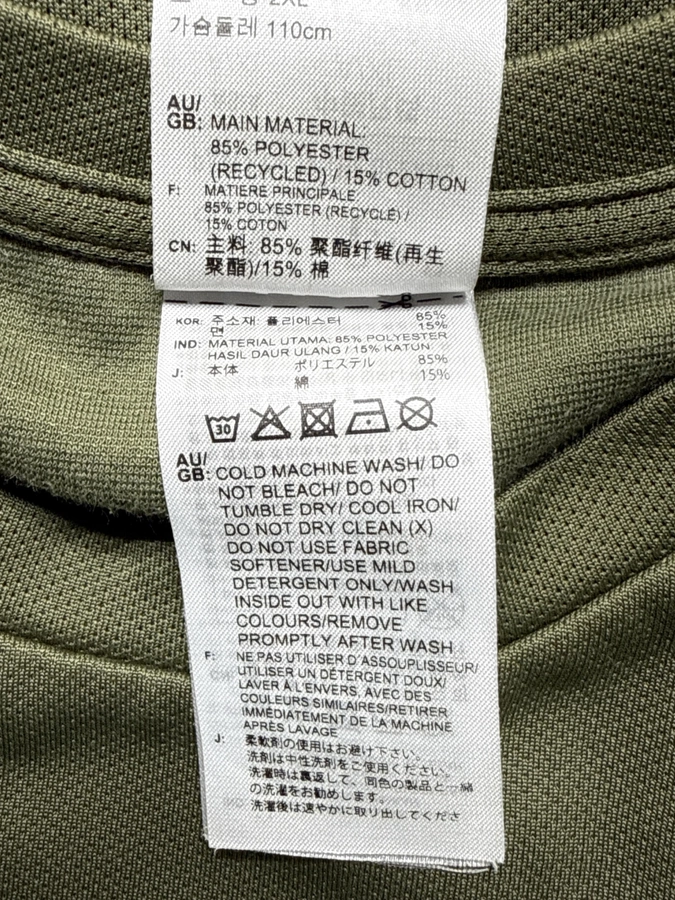 2XL
가슴둘레 110cm
AU/
GB: MAIN MATERIAL:
85% POLYESTER
(RECYCLED) / 15% COTTON
F: MATIERE PRINCIPALE
85% POLYESTER (RECYCLÉ) /
15% COTON
CN: 主料 85% 聚酯纤维(再生
聚酯)/15% 棉
KOR: 주소재: 폴리에스터 85%
면 15%
IND: MATERIAL UTAMA: 85% POLYESTER
HASIL DAUR ULANG / 15% KATUN
J: 本体 ポリエステル 85%
綿 15%
30
AU/
GB: COLD MACHINE WASH/ DO
NOT BLEACH/ DO NOT
TUMBLE DRY/ COOL IRON/
DO NOT DRY CLEAN (X)
DO NOT USE FABRIC
SOFTENER/USE MILD
DETERGENT ONLY/WASH
INSIDE OUT WITH LIKE
COLOURS/REMOVE
PROMPTLY AFTER WASH
F: NE PAS UTILISER D'ASSOUPLISSEUR/
UTILISER UN DÉTERGENT DOUX/
LAVER À L'ENVERS, AVEC DES
COULEURS SIMILAIRES/RETIRER
IMMÉDIATEMENT DE LA MACHINE
APRÈS LAVAGE
J: 柔軟剤の使用はお避け下さい。
洗剤は中性洗剤をご使用ください。
洗濯時は裏返して、同色の製品と一緒
の洗濯をお勧めします。
洗濯後は速やかに取り出してくださ